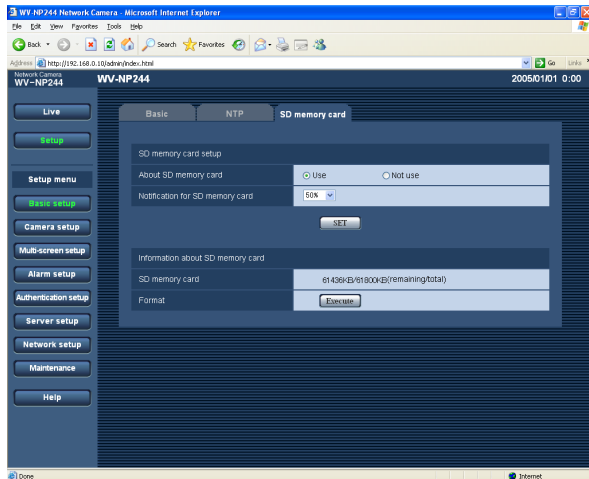 WV-NP244 Network Camera - Microsoft Internet Explorer
File Edit View Favorites Tools Help
Back Search Favorites
Address http://192.168.0.10/admin/index.html Go Links
Network Camera
WV-NP244
WV-NP244
2005/01/01 0:00
Live
Setup
Setup menu
Basic setup
Camera setup
Multi-screen setup
Alarm setup
Authentication setup
Server setup
Network setup
Maintenance
Help
Basic NTP SD memory card
SD memory card setup
About SD memory card Use Not use
Notification for SD memory card 50%
SET
Information about SD memory card
SD memory card 61436KB/61800KB(remaining/total)
Format Execute
Done Internet